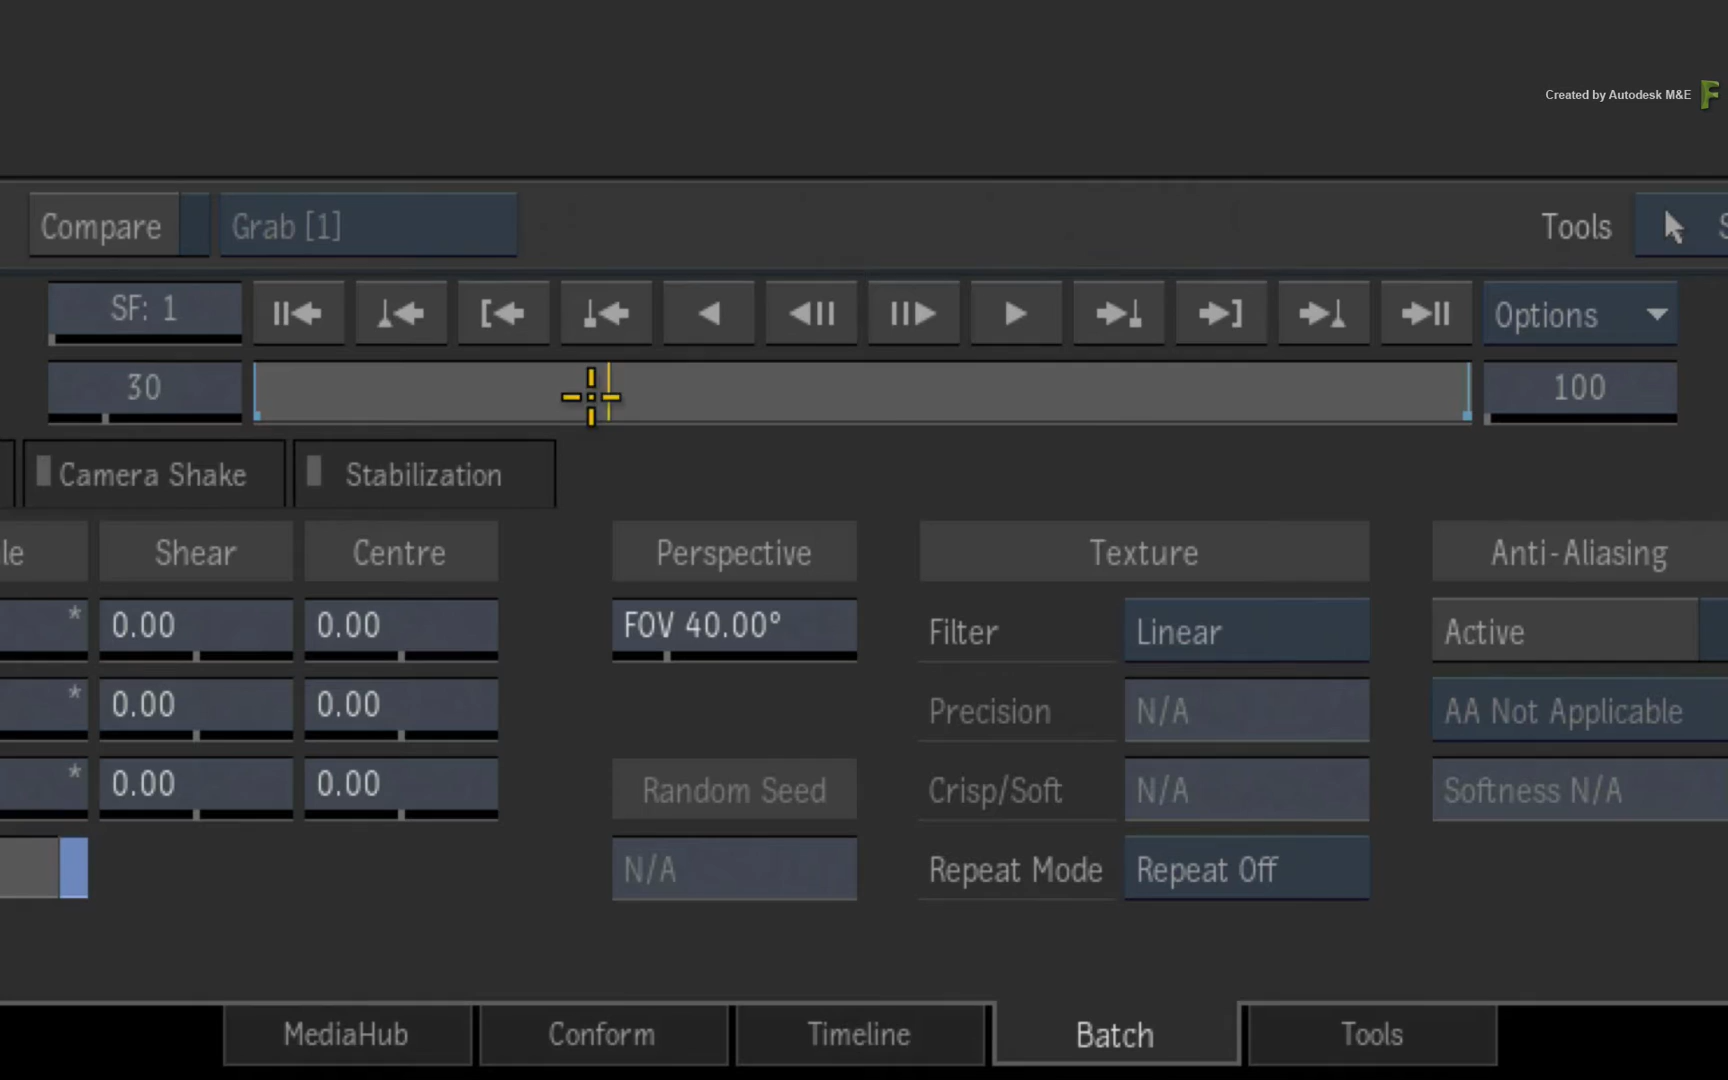 Created by Autodesk M&E
Compare
Grab [1]
Tools
SF: 1
Options
30
100
Camera Shake
Stabilization
le
Shear
Centre
Perspective
Texture
Anti-Aliasing
*
0.00
0.00
FOV 40.00°
Filter
Linear
Active
*
0.00
0.00
Precision
N/A
AA Not Applicable
*
0.00
0.00
Random Seed
Crisp/Soft
N/A
Softness N/A
N/A
Repeat Mode
Repeat Off
MediaHub
Conform
Timeline
Batch
Tools